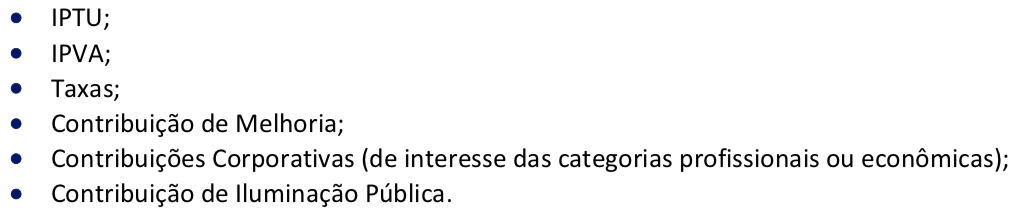 • IPTU;
• IPVA;
• Taxas;
• Contribuição de Melhoria;
• Contribuições Corporativas (de interesse das categorias profissionais ou econômicas);
• Contribuição de Iluminação Pública.